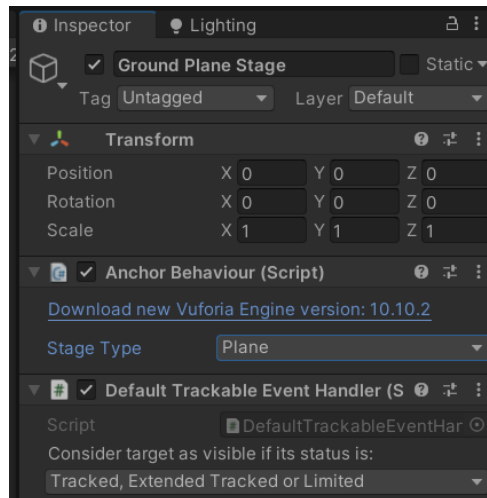 Inspector Lighting
2
Ground Plane Stage Static
Tag Untagged Layer Default
Transform
Position X 0 Y 0 Z 0
Rotation X 0 Y 0 Z 0
Scale X 1 Y 1 Z 1
Anchor Behaviour (Script)
Download new Vuforia Engine version: 10.10.2
Stage Type Plane
# Default Trackable Event Handler (S
Script # DefaultTrackableEventHar
Consider target as visible if its status is:
Tracked, Extended Tracked or Limited